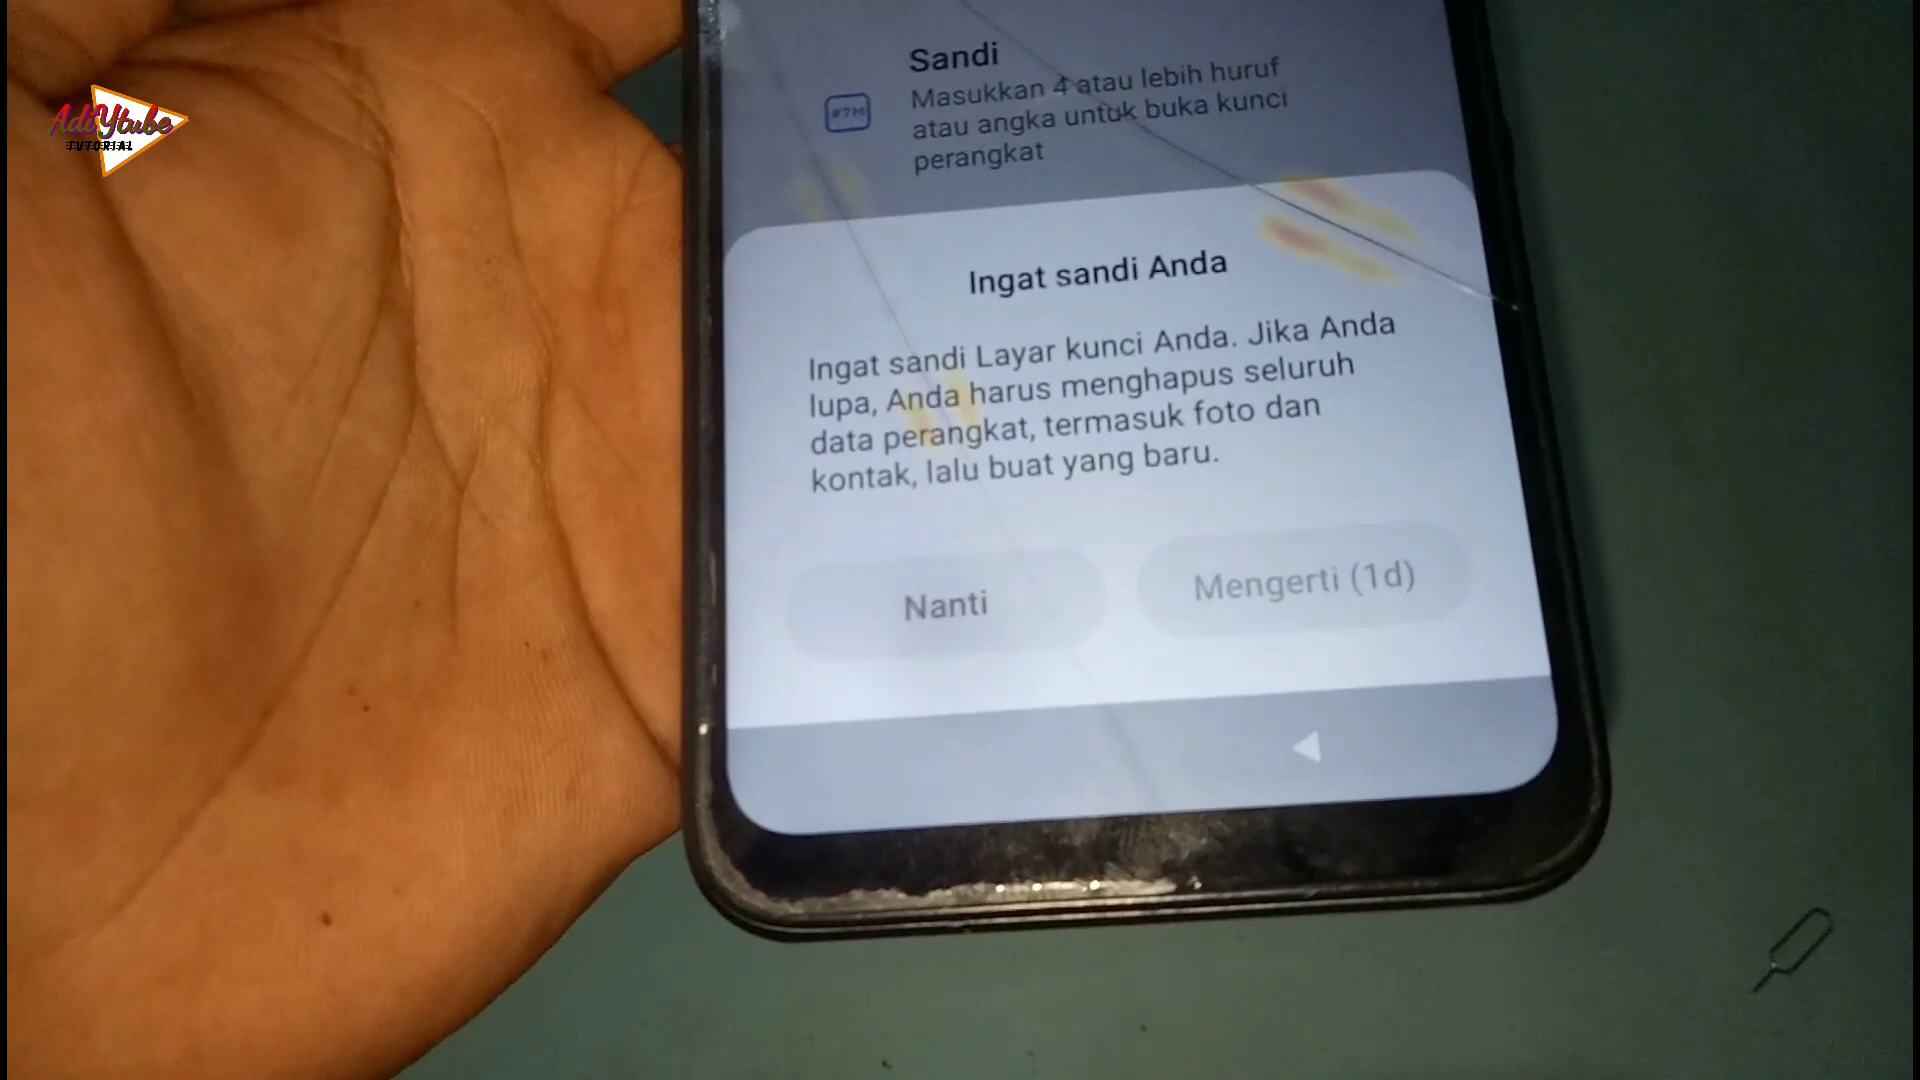 AdiYtube
TUTORIAL
Sandi
Masukkan 4 atau lebih huruf
atau angka untuk buka kunci
perangkat
Ingat sandi Anda
Ingat sandi Layar kunci Anda. Jika Anda
lupa, Anda harus menghapus seluruh
data perangkat, termasuk foto dan
kontak, lalu buat yang baru.
Nanti
Mengerti (1d)